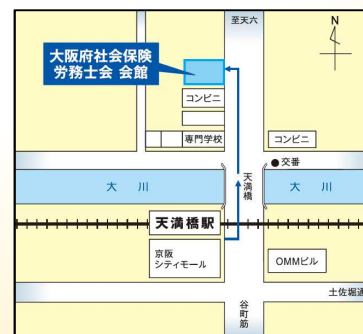 至天六
N
大阪府社会保険
労務士会 会館
コンビニ
専門学校
コンビニ
交番
大 川
天満橋
大 川
天満橋駅
京阪
シティモール
OMMビル
土佐堀通
谷町筋